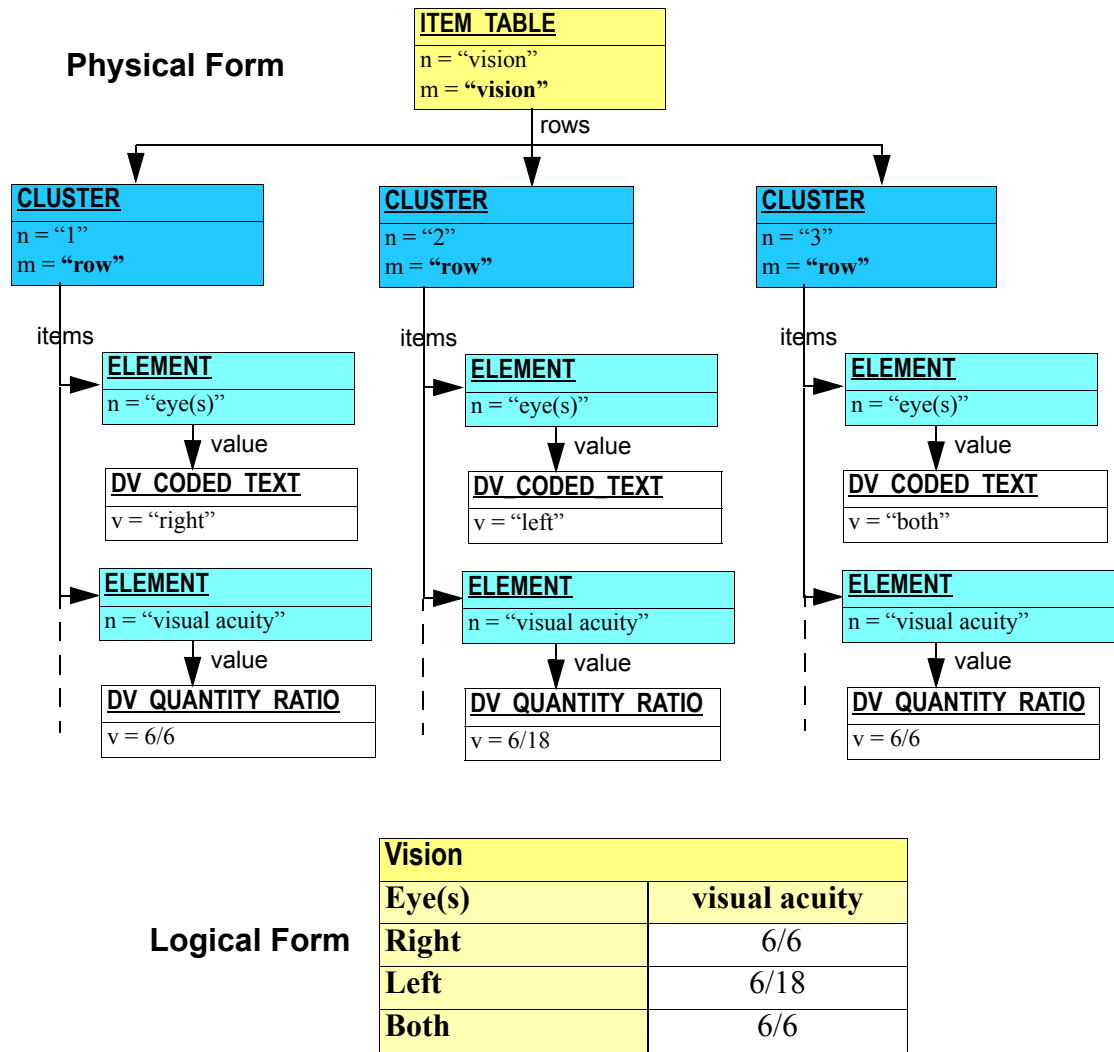 Physical Form
ITEM_TABLE
n = “vision”
m = “vision”
rows
CLUSTER
n = “1”
m = “row”
CLUSTER
n = “2”
m = “row”
CLUSTER
n = “3”
m = “row”
items
items
items
ELEMENT
n = “eye(s)”
value
DV_CODED_TEXT
v = “right”
ELEMENT
n = “visual acuity”
value
DV_QUANTITY_RATIO
v = 6/6
ELEMENT
n = “eye(s)”
value
DV_CODED_TEXT
v = “left”
ELEMENT
n = “visual acuity”
value
DV_QUANTITY_RATIO
v = 6/18
ELEMENT
n = “eye(s)”
value
DV_CODED_TEXT
v = “both”
ELEMENT
n = “visual acuity”
value
DV_QUANTITY_RATIO
v = 6/6
Logical Form
Vision
Eye(s) visual acuity
Right 6/6
Left 6/18
Both 6/6